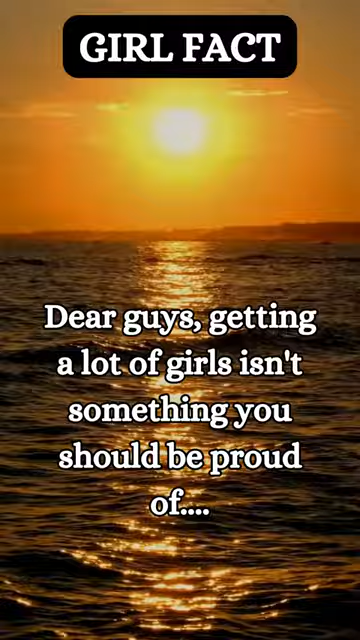 GIRL FACT
Dear guys, getting
a lot of girls isn't
something you
should be proud
of....